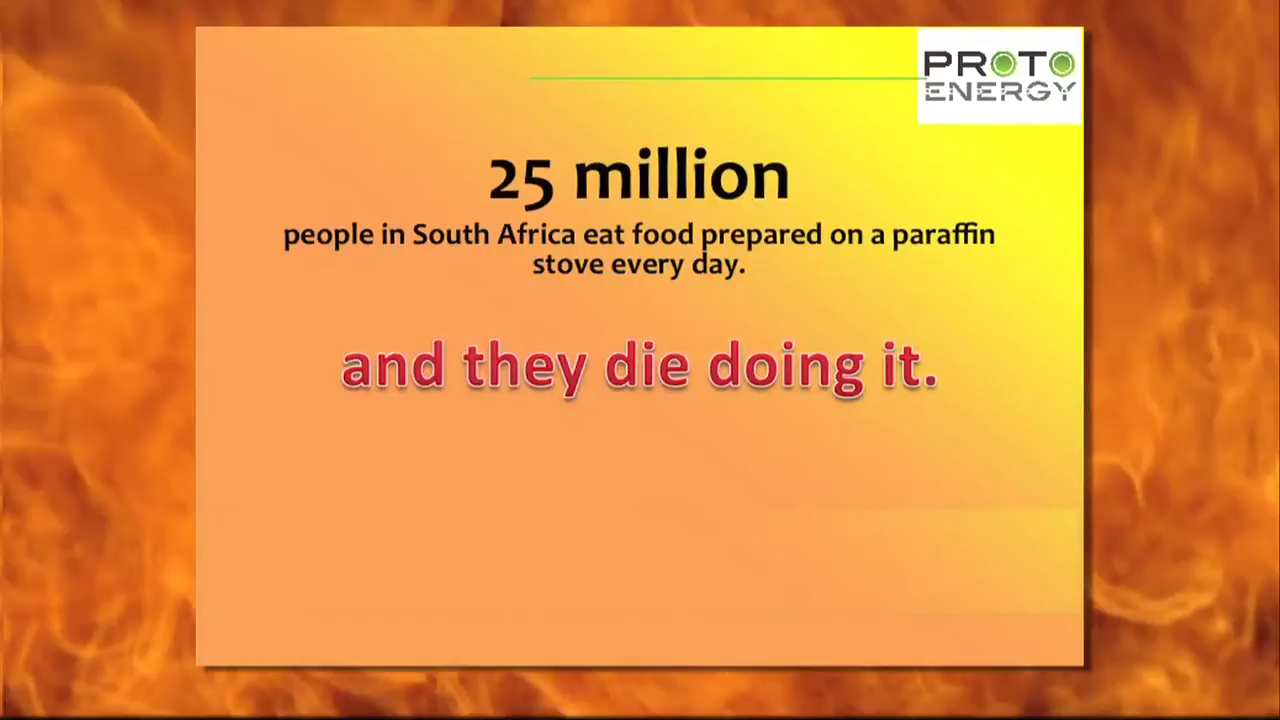 PROTO
ENERGY
25 million
people in South Africa eat food prepared on a paraffin
stove every day.
and they die doing it.